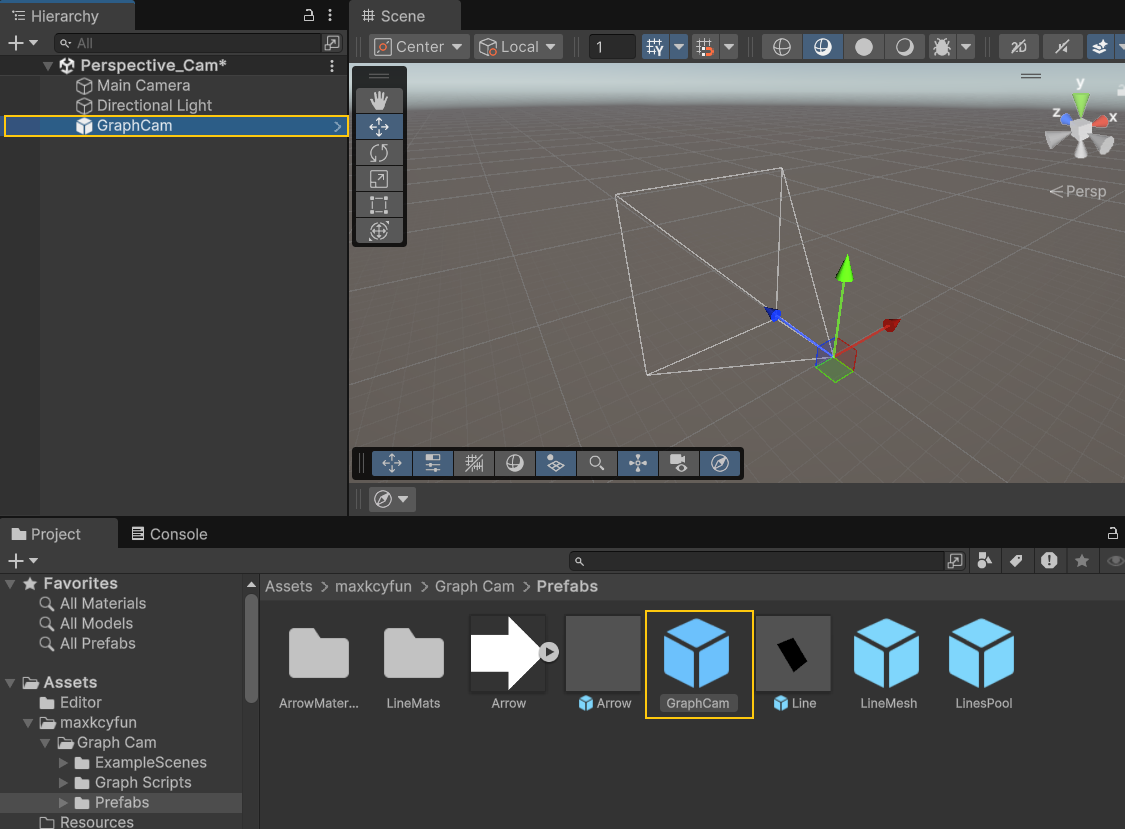 Hierarchy
All
Perspective_Cam*
Main Camera
Directional Light
GraphCam
Scene
Center
Local
1
2D
y
z
x
Persp
Project
Console
Favorites
All Materials
All Models
All Prefabs
Assets
Editor
maxkcyfun
Graph Cam
ExampleScenes
Graph Scripts
Prefabs
Resources
Assets > maxkcyfun > Graph Cam > Prefabs
ArrowMater...
LineMats
Arrow
Arrow
GraphCam
Line
LineMesh
LinesPool